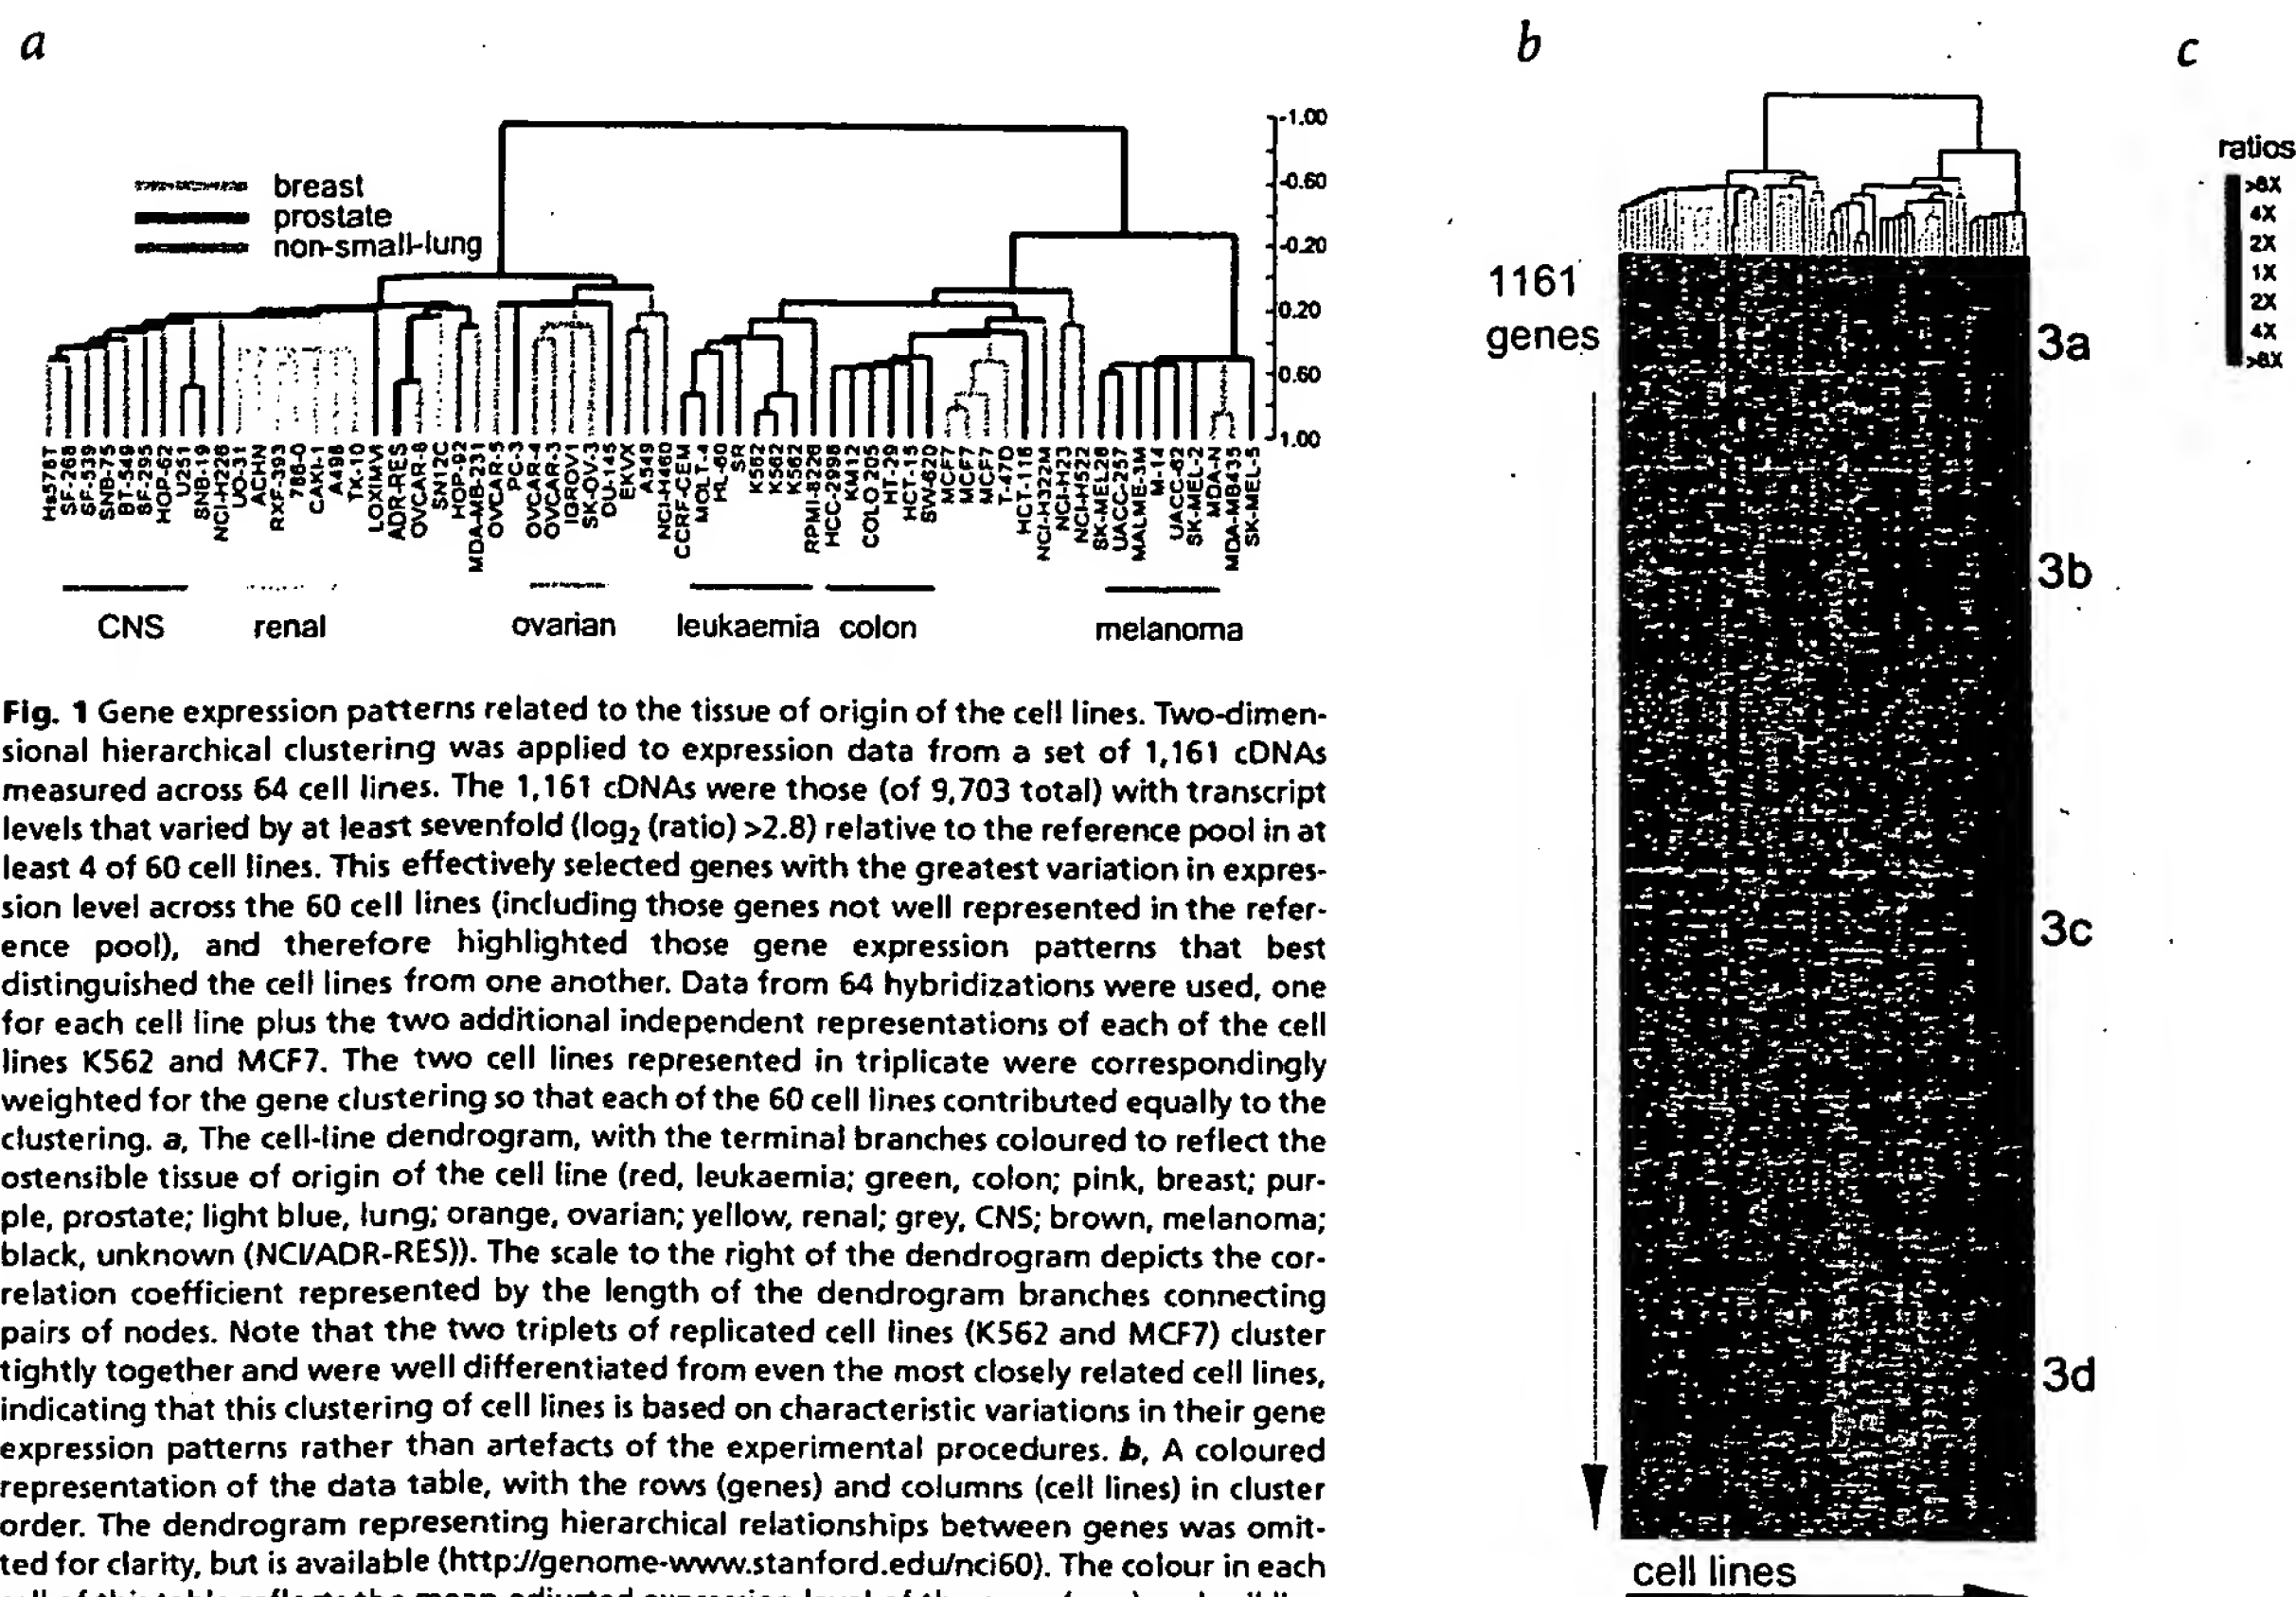 a
b
c
breast
prostate
non-small-lung
-1.00
-0.60
-0.20
0.20
0.60
1.00
Hs578T
SF-268
SF-539
SNB-75
BT-549
SF-295
HOP-62
U251
SNB-19
NCI-H226
UO-31
ACHN
RXF-393
786-0
CAKI-1
A498
TK-10
LOXIMVI
ADR-RES
OVCAR-8
SN12C
HOP-92
MDA-MB-231
OVCAR-5
PC-3
OVCAR-4
OVCAR-3
IGROV1
SK-OV-3
DU-145
EKVX
A549
NCI-H460
CCRF-CEM
MOLT-4
HL-60
SR
K562
K562
K562
RPMI-8226
HCC-2998
KM12
COLO 205
HT-29
HCT-15
SW-620
MCF7
MCF7
MCF7
T-47D
HCT-116
NCI-H322M
NCI-H23
NCI-H522
SK-MEL28
UACC-257
MALME-3M
M-14
UACC-62
SK-MEL-2
MDA-N
MDA-MB435
SK-MEL-5
CNS
renal
ovarian
leukaemia
colon
melanoma
Fig. 1 Gene expression patterns related to the tissue of origin of the cell lines. Two-dimen-
sional hierarchical clustering was applied to expression data from a set of 1,161 cDNAs
measured across 64 cell lines. The 1,161 cDNAs were those (of 9,703 total) with transcript
levels that varied by at least sevenfold (log₂ (ratio) >2.8) relative to the reference pool in at
least 4 of 60 cell lines. This effectively selected genes with the greatest variation in expres-
sion level across the 60 cell lines (including those genes not well represented in the refer-
ence pool), and therefore highlighted those gene expression patterns that best
distinguished the cell lines from one another. Data from 64 hybridizations were used, one
for each cell line plus the two additional independent representations of each of the cell
lines K562 and MCF7. The two cell lines represented in triplicate were correspondingly
weighted for the gene clustering so that each of the 60 cell lines contributed equally to the
clustering. a, The cell-line dendrogram, with the terminal branches coloured to reflect the
ostensible tissue of origin of the cell line (red, leukaemia; green, colon; pink, breast; pur-
ple, prostate; light blue, lung; orange, ovarian; yellow, renal; grey, CNS; brown, melanoma;
black, unknown (NCI/ADR-RES)). The scale to the right of the dendrogram depicts the cor-
relation coefficient represented by the length of the dendrogram branches connecting
pairs of nodes. Note that the two triplets of replicated cell lines (K562 and MCF7) cluster
tightly together and were well differentiated from even the most closely related cell lines,
indicating that this clustering of cell lines is based on characteristic variations in their gene
expression patterns rather than artefacts of the experimental procedures. b, A coloured
representation of the data table, with the rows (genes) and columns (cell lines) in cluster
order. The dendrogram representing hierarchical relationships between genes was omit-
ted for clarity, but is available (http://genome-www.stanford.edu/nci60). The colour in each
1161
genes
3a
3b
3c
3d
cell lines
ratios
>8X
4X
2X
1X
2X
4X
>8X